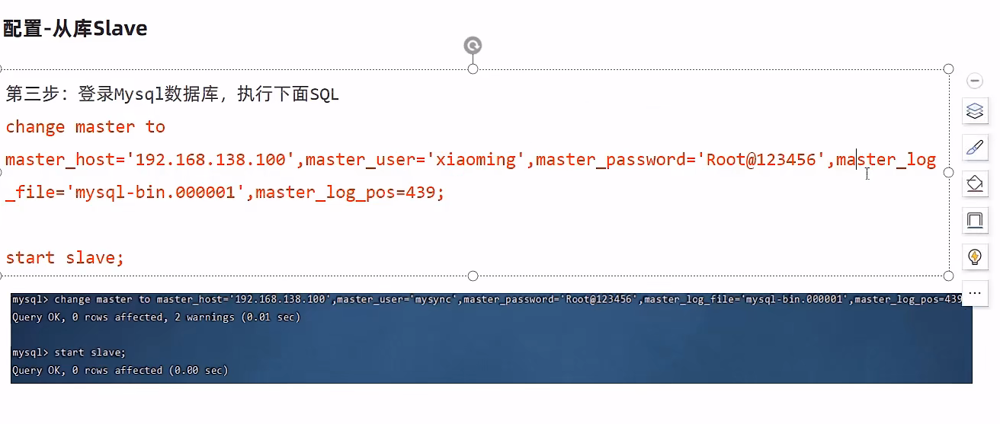 配置-从库Slave
第三步：登录Mysql数据库，执行下面SQL
change master to
master_host='192.168.138.100',master_user='xiaoming',master_password='Root@123456',master_log
_file='mysql-bin.000001',master_log_pos=439;
start slave;
mysql> change master to master_host='192.168.138.100',master_user='mysync',master_password='Root@123456',master_log_file='mysql-bin.000001',master_log_pos=439
Query OK, 0 rows affected, 2 warnings (0.01 sec)
mysql> start slave;
Query OK, 0 rows affected (0.00 sec)